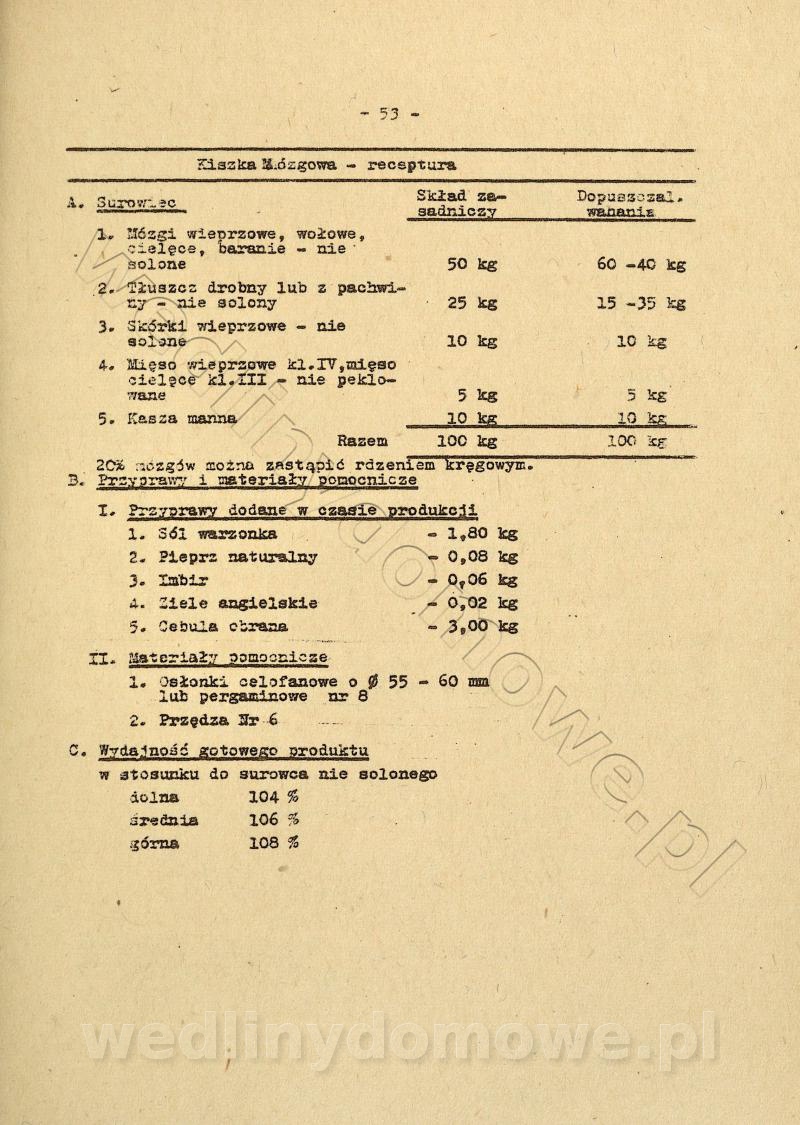 - 53 -
Kiszka Mózgowa - receptura
A. Surowiec Skład za- Dopuszczal.
sadniczy wahania
1. Mózgi wieprzowe, wołowe,
cielęce, baranie - nie
solone 50 kg 60 -40 kg
2. Tłuszcz drobny lub z pachwi-
ny - nie solony 25 kg 15 -35 kg
3. Skórki wieprzowe - nie
solone 10 kg 10 kg
4. Mięso wieprzowe kl.IV,mięso
cielęce kl.III - nie peklo-
wane 5 kg 5 kg
5. Kasza manna 10 kg 10 kg
Razem 100 kg 100 kg
20% mózgów można zastąpić rdzeniem kręgowym.
B. Przyprawy i materiały pomocnicze
I. Przyprawy dodane w czasie produkcji
1. Sól warzonka - 1,80 kg
2. Pieprz naturalny - 0,08 kg
3. Imbir - 0,06 kg
4. Ziele angielskie - 0,02 kg
5. Cebula obrana - 3,00 kg
II. Materiały pomocnicze
1. Osłonki celofanowe o Ø 55 - 60 mm
lub pergaminowe nr 8
2. Przędza Nr 6
C. Wydajność gotowego produktu
w stosunku do surowca nie solonego
dolna 104 %
średnia 106 %
górna 108 %
wedlinydomowe.pl